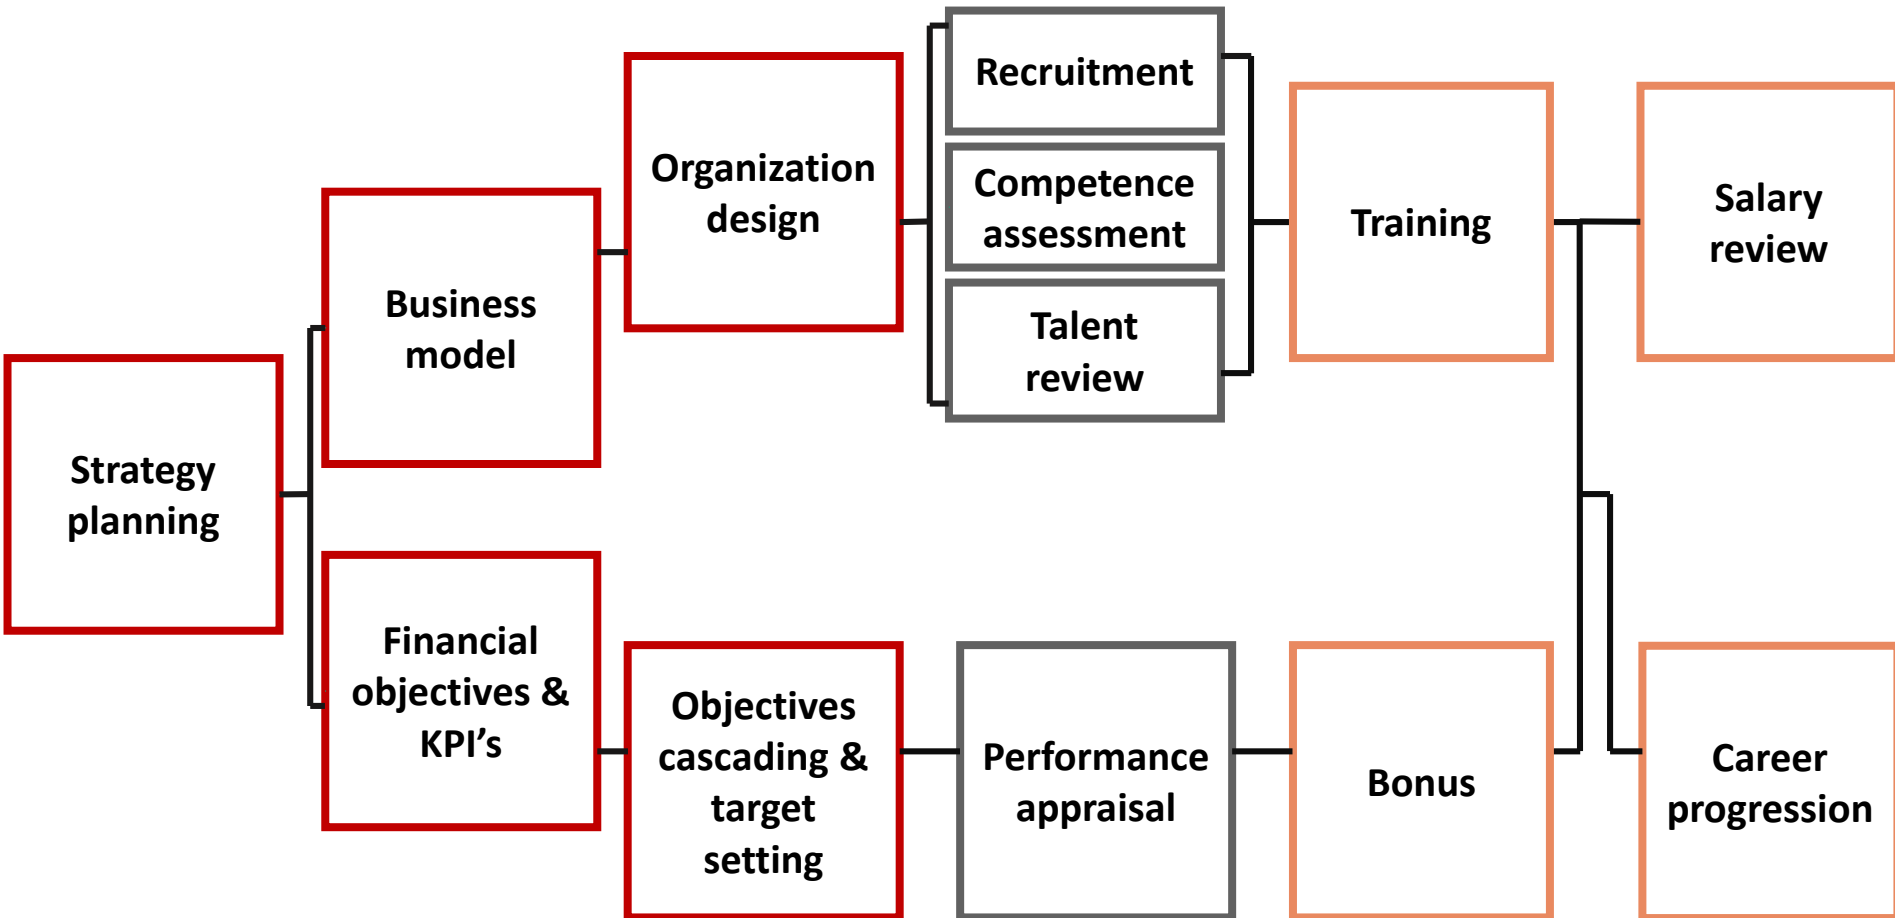 Strategy
planning
Business
model
Financial
objectives &
KPI’s
Organization
design
Objectives
cascading &
target
setting
Recruitment
Competence
assessment
Talent
review
Performance
appraisal
Training
Bonus
Salary
review
Career
progression